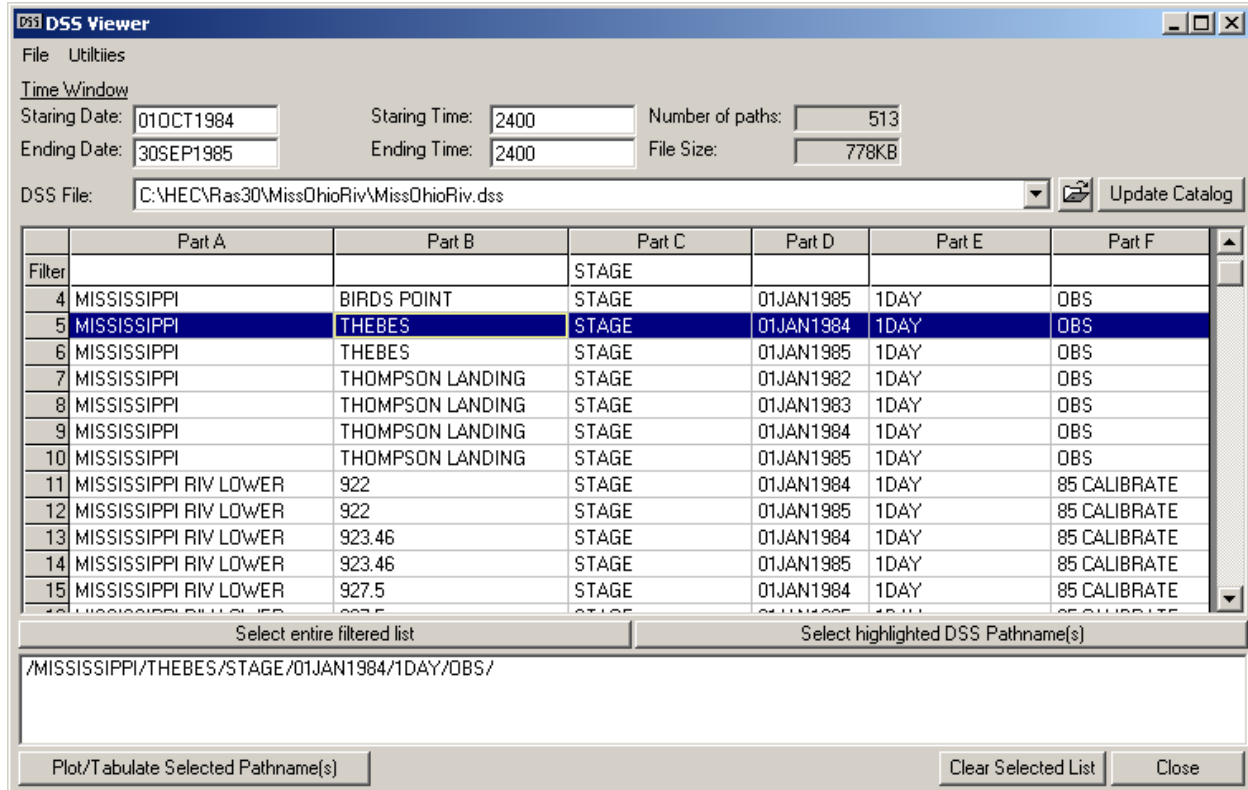 DSS DSS Viewer
File Utiltiies
Time Window
Staring Date: 01OCT1984 Staring Time: 2400 Number of paths: 513
Ending Date: 30SEP1985 Ending Time: 2400 File Size: 778KB
DSS File: C:\HEC\Ras30\MissOhioRiv\MissOhioRiv.dss Update Catalog
Part A Part B Part C Part D Part E Part F
Filter STAGE
4 MISSISSIPPI BIRDS POINT STAGE 01JAN1985 1DAY OBS
5 MISSISSIPPI THEBES STAGE 01JAN1984 1DAY OBS
6 MISSISSIPPI THEBES STAGE 01JAN1985 1DAY OBS
7 MISSISSIPPI THOMPSON LANDING STAGE 01JAN1982 1DAY OBS
8 MISSISSIPPI THOMPSON LANDING STAGE 01JAN1983 1DAY OBS
9 MISSISSIPPI THOMPSON LANDING STAGE 01JAN1984 1DAY OBS
10 MISSISSIPPI THOMPSON LANDING STAGE 01JAN1985 1DAY OBS
11 MISSISSIPPI RIV LOWER 922 STAGE 01JAN1984 1DAY 85 CALIBRATE
12 MISSISSIPPI RIV LOWER 922 STAGE 01JAN1985 1DAY 85 CALIBRATE
13 MISSISSIPPI RIV LOWER 923.46 STAGE 01JAN1984 1DAY 85 CALIBRATE
14 MISSISSIPPI RIV LOWER 923.46 STAGE 01JAN1985 1DAY 85 CALIBRATE
15 MISSISSIPPI RIV LOWER 927.5 STAGE 01JAN1984 1DAY 85 CALIBRATE
Select entire filtered list Select highlighted DSS Pathname(s)
/MISSISSIPPI/THEBES/STAGE/01JAN1984/1DAY/OBS/
Plot/Tabulate Selected Pathname(s) Clear Selected List Close